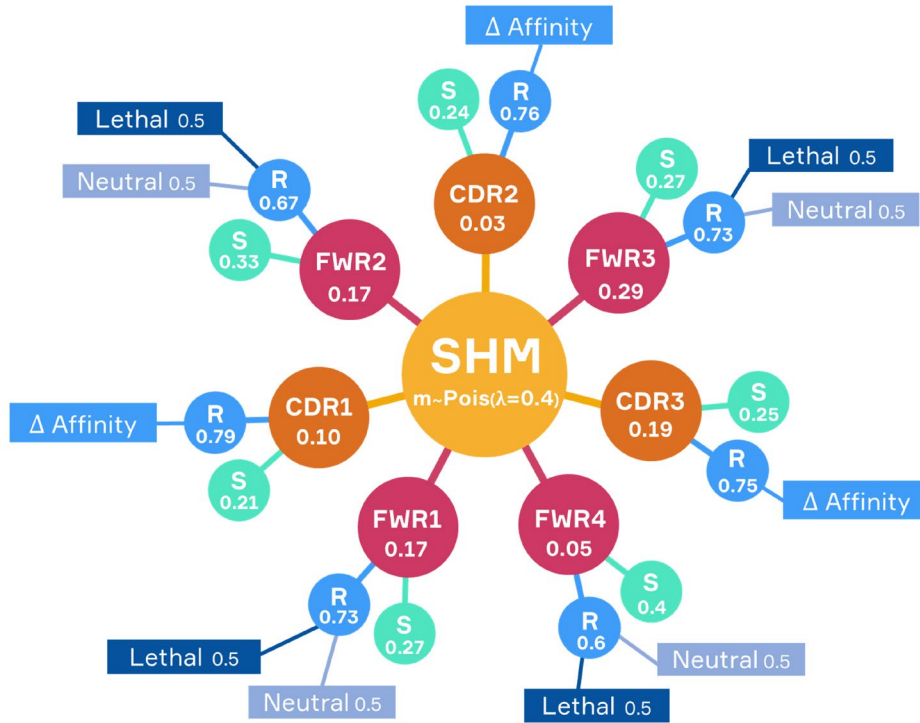 Δ Affinity
S
0.24
R
0.76
CDR2
0.03
Lethal 0.5
Neutral 0.5
R
0.67
S
0.33
FWR2
0.17
S
0.27
R
0.73
Lethal 0.5
Neutral 0.5
FWR3
0.29
SHM
m~Pois(λ=0.4)
Δ Affinity
R
0.79
S
0.21
CDR1
0.10
CDR3
0.19
S
0.25
R
0.75
Δ Affinity
FWR1
0.17
R
0.73
S
0.27
Lethal 0.5
Neutral 0.5
FWR4
0.05
S
0.4
R
0.6
Neutral 0.5
Lethal 0.5